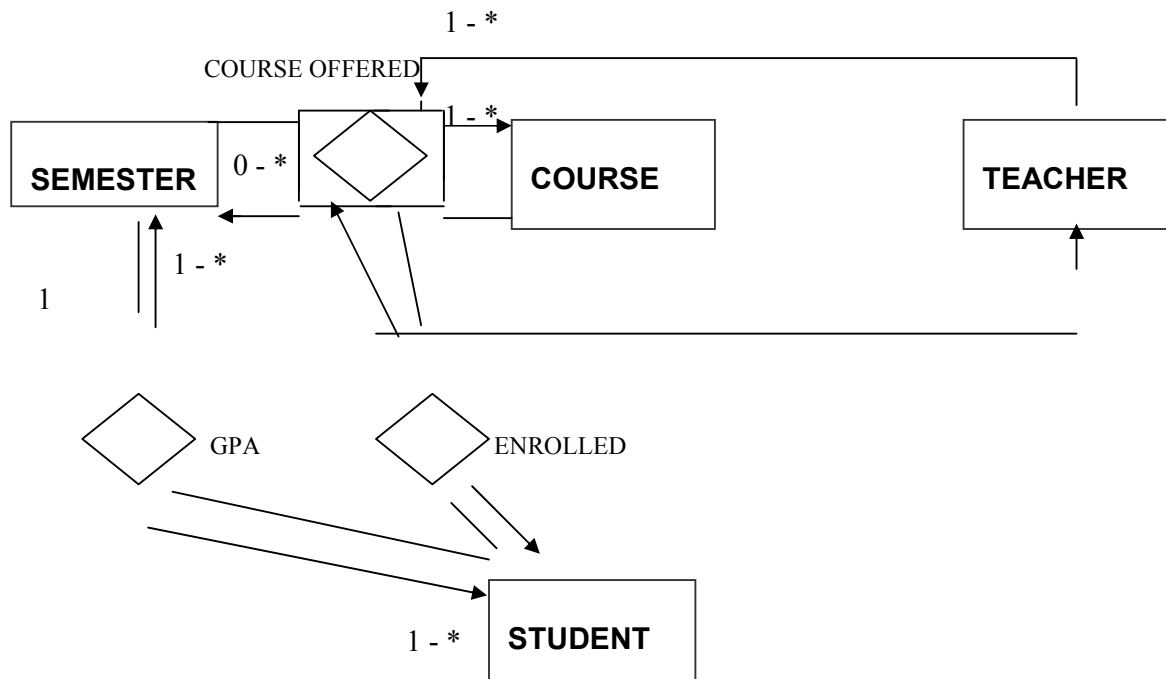 1 - *
COURSE OFFERED
1 - *
SEMESTER
0 - *
COURSE
TEACHER
1 - *
1
GPA
ENROLLED
1 - *
STUDENT